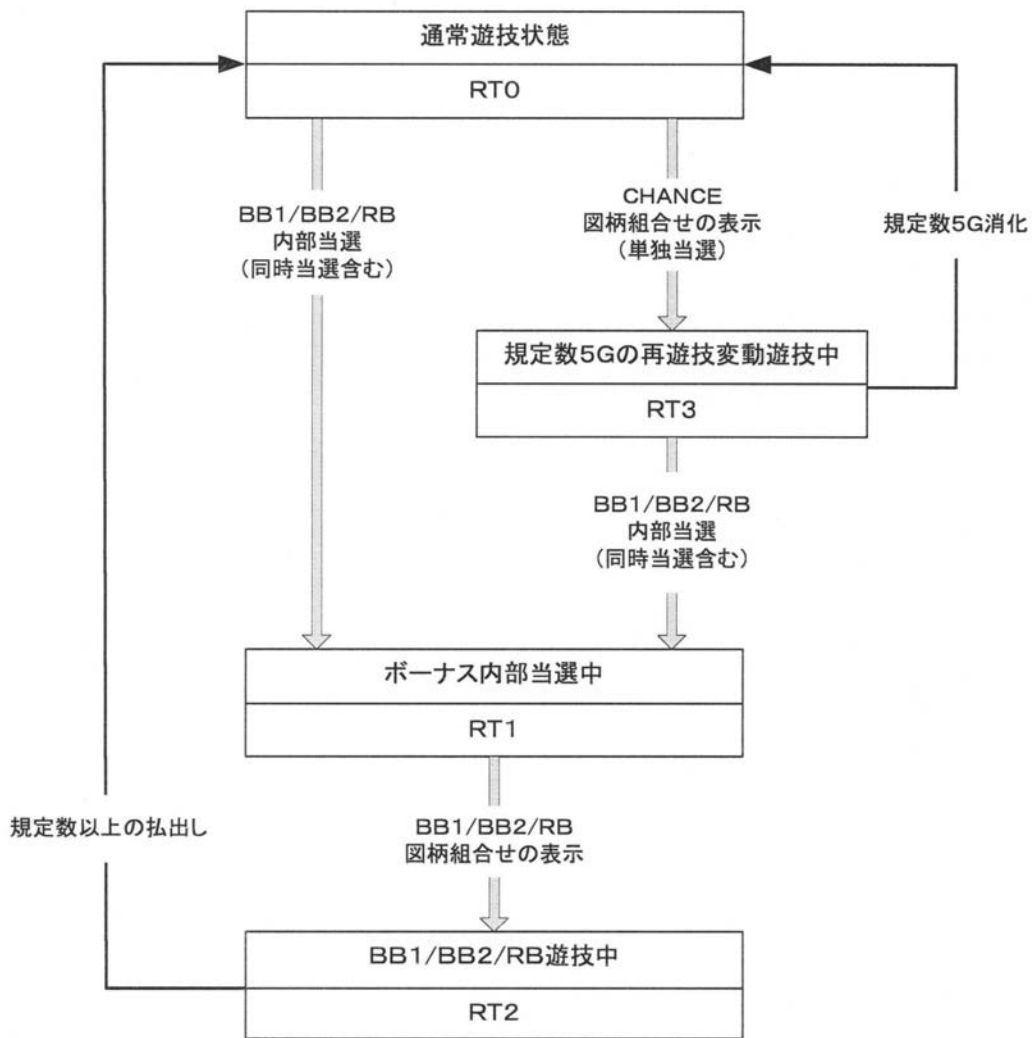 通常遊技状態
RT0
BB1/BB2/RB
内部当選
（同時当選含む）
CHANCE
図柄組合せの表示
（単独当選）
規定数5G消化
規定数5Gの再遊技変動遊技中
RT3
BB1/BB2/RB
内部当選
（同時当選含む）
ボーナス内部当選中
RT1
規定数以上の払出し
BB1/BB2/RB
図柄組合せの表示
BB1/BB2/RB遊技中
RT2